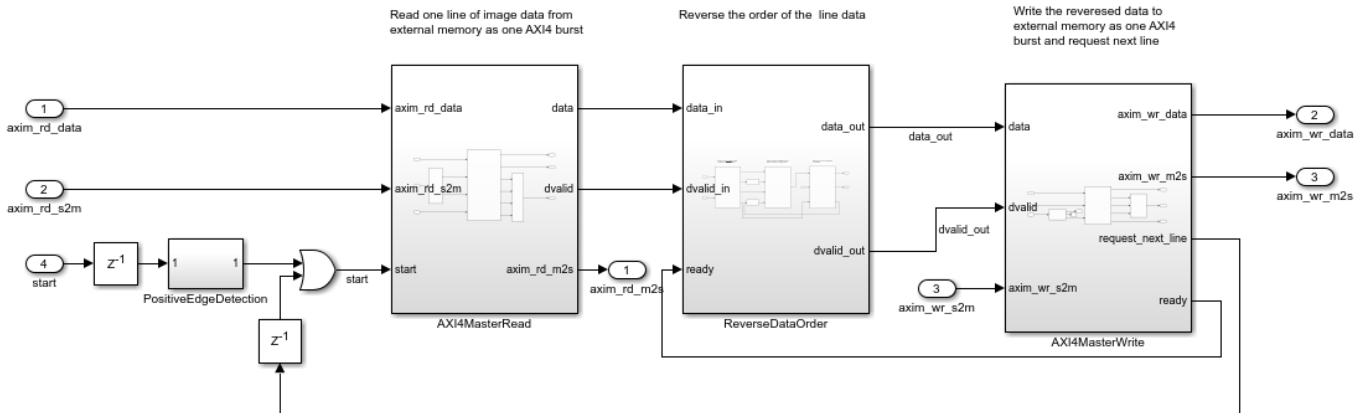 Read one line of image data from
external memory as one AXI4 burst
Reverse the order of the  line data
Write the reveresed data to
external memory as one AXI4
burst and request next line
1
axim_rd_data
2
axim_rd_s2m
4
start
z-1
1
1
PositiveEdgeDetection
z-1
start
axim_rd_data
axim_rd_s2m
start
data
dvalid
axim_rd_m2s
AXI4MasterRead
1
axim_rd_m2s
data_in
dvalid_in
ready
data_out
dvalid_out
ReverseDataOrder
data_out
dvalid_out
3
axim_wr_s2m
data
dvalid
axim_wr_s2m
axim_wr_data
axim_wr_m2s
request_next_line
ready
AXI4MasterWrite
2
axim_wr_data
3
axim_wr_m2s